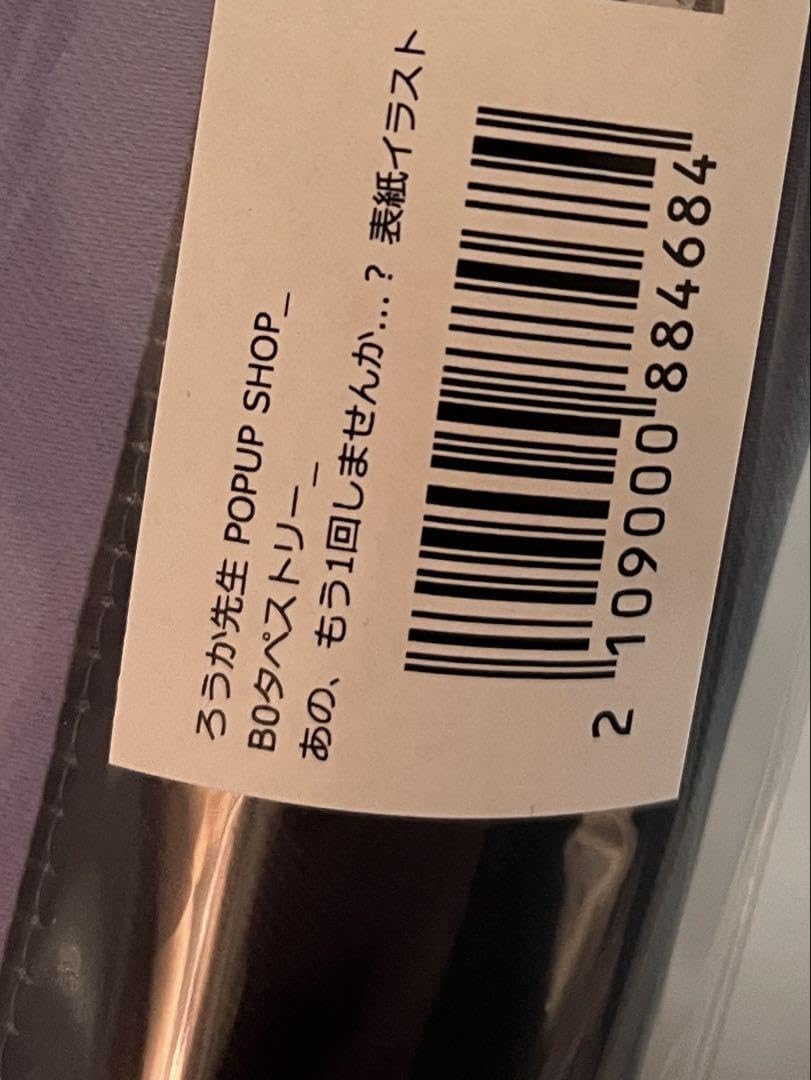 ろうか先生 POPUP SHOP_
B0タペストリー_
あの、もう1回しませんか…？ 表紙イラスト
2 109000 884684